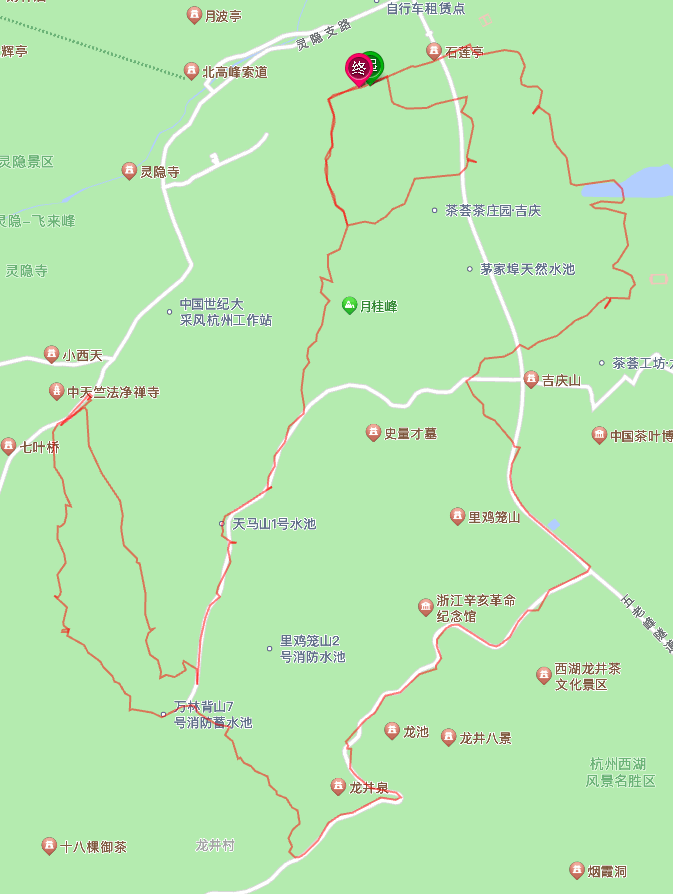 月波亭
自行车租赁点
灵隐支路
辉亭
石莲亭
终
起
北高峰索道
灵隐景区
灵隐寺
茶荟茶庄园·吉庆
灵隐-飞来峰
灵隐寺
茅家埠天然水池
中国世纪大
采风杭州工作站
月桂峰
小西天
茶荟工坊·
吉庆山
中天竺法净禅寺
史量才墓
中国茶叶博
七叶桥
里鸡笼山
天马山1号水池
浙江辛亥革命
纪念馆
五老峰隧道
里鸡笼山2
号消防水池
西湖龙井茶
文化景区
万林背山7
号消防蓄水池
龙池
龙井八景
杭州西湖
风景名胜区
龙井泉
十八棵御茶
龙井村
烟霞洞